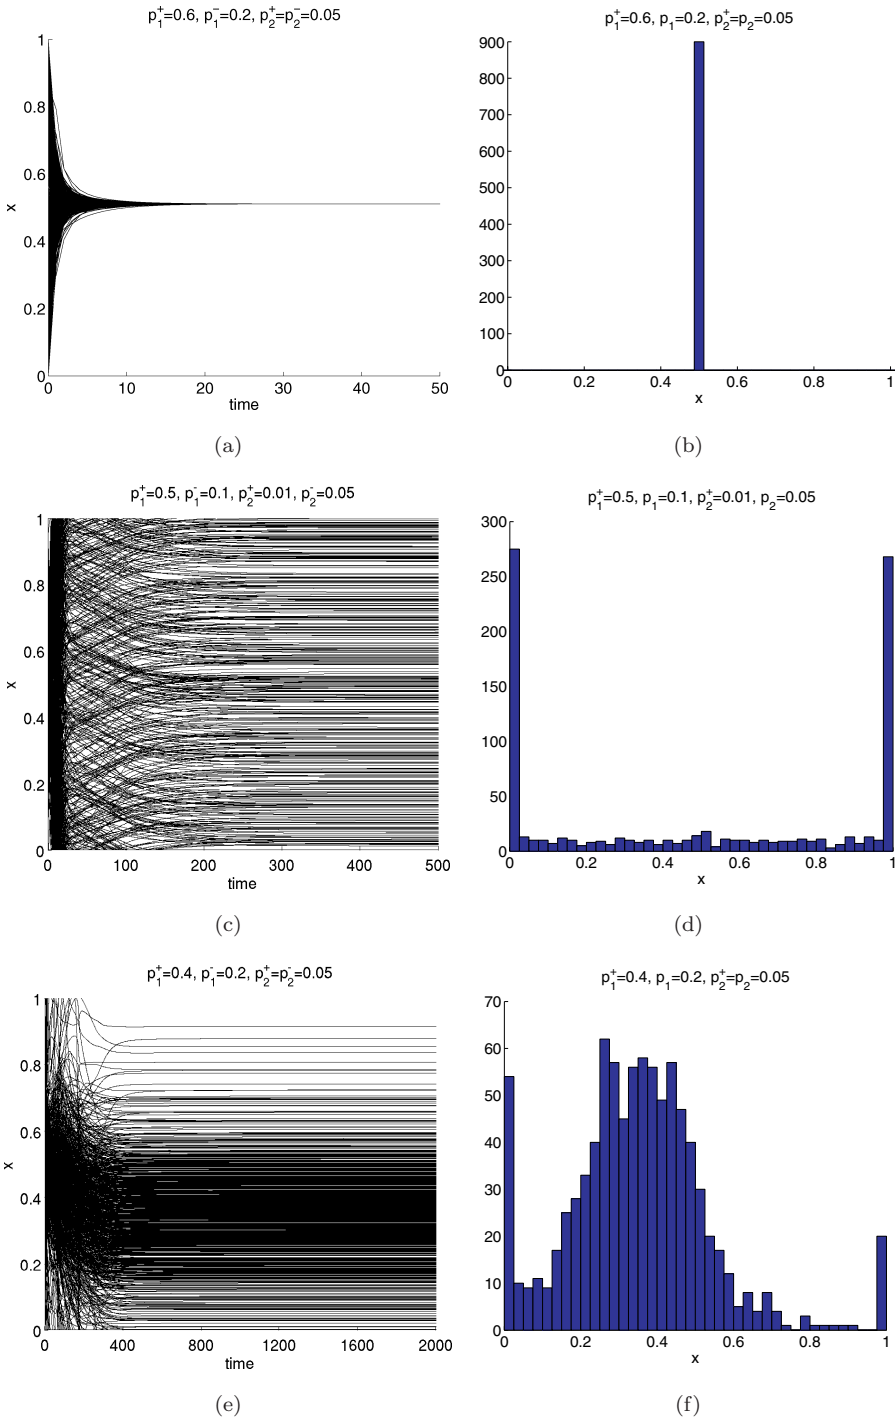 p₁⁺=0.6, p₁⁻=0.2, p₂⁺=p₂⁻=0.05
1
0.8
0.6
x
0.4
0.2
0
0 10 20 30 40 50
time
(a)
p₁⁺=0.6, p₁=0.2, p₂⁺=p₂=0.05
900
800
700
600
500
400
300
200
100
0
0 0.2 0.4 0.6 0.8 1
x
(b)
p₁⁺=0.5, p₁⁻=0.1, p₂⁺=0.01, p₂⁻=0.05
1
0.8
0.6
x
0.4
0.2
0
0 100 200 300 400 500
time
(c)
p₁⁺=0.5, p₁=0.1, p₂⁺=0.01, p₂=0.05
300
250
200
150
100
50
0
0 0.2 0.4 0.6 0.8 1
x
(d)
p₁⁺=0.4, p₁⁻=0.2, p₂⁺=p₂⁻=0.05
1
0.8
0.6
x
0.4
0.2
0
0 400 800 1200 1600 2000
time
(e)
p₁⁺=0.4, p₁=0.2, p₂⁺=p₂=0.05
70
60
50
40
30
20
10
0
0 0.2 0.4 0.6 0.8 1
x
(f)